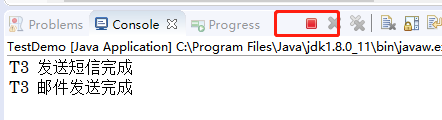 Problems Console Progress
TestDemo [Java Application] C:\Program Files\Java\jdk1.8.0_11\bin\javaw.e
T3 发送短信完成
T3 邮件发送完成